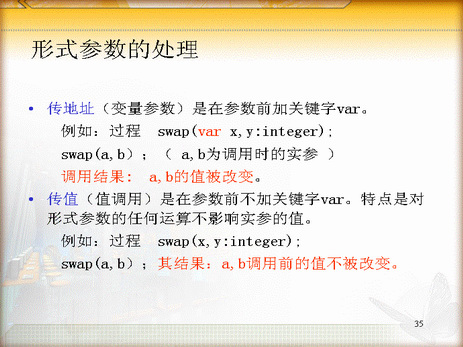 形式参数的处理
• 传地址（变量参数）是在参数前加关键字var。
例如：过程 swap(var x,y:integer);
swap(a,b)；（ a,b为调用时的实参 ）
调用结果： a,b的值被改变。
• 传值（值调用）是在参数前不加关键字var。特点是对
形式参数的任何运算不影响实参的值。
例如：过程 swap(x,y:integer);
swap(a,b)；其结果：a,b调用前的值不被改变。
35